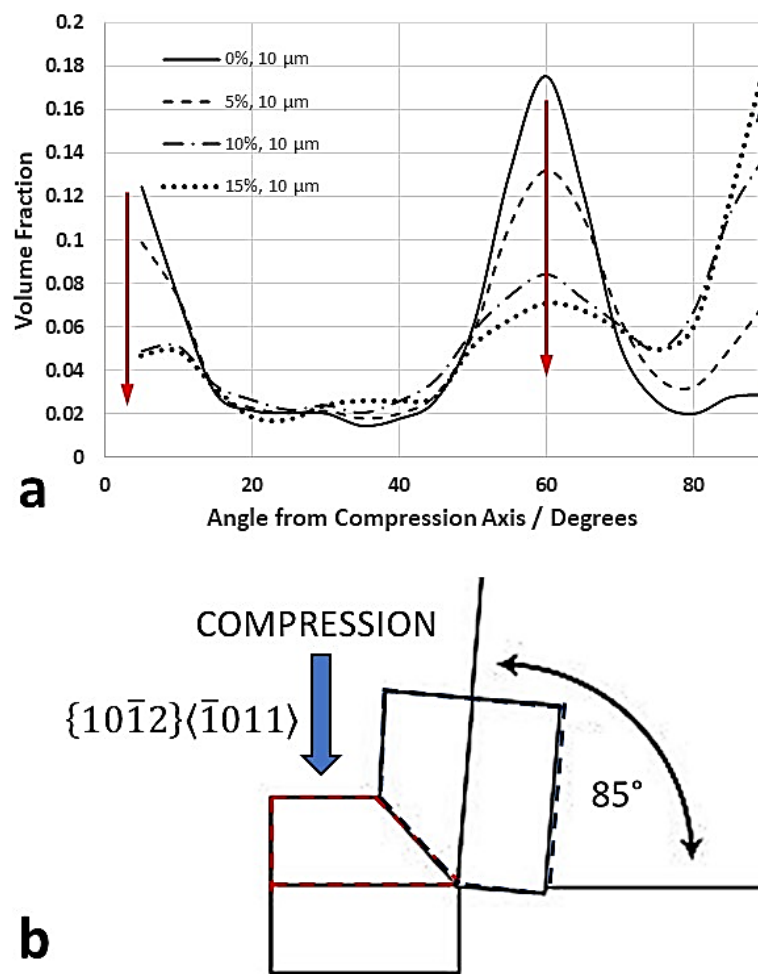 0.2
0.18
0.16
0.14
0.12
0.1
0.08
0.06
0.04
0.02
0
Volume Fraction
0%, 10 µm
5%, 10 µm
10%, 10 µm
15%, 10 µm
0 20 40 60 80
Angle from Compression Axis / Degrees
a
COMPRESSION
{101̄2}⟨1̄011⟩
85°
b